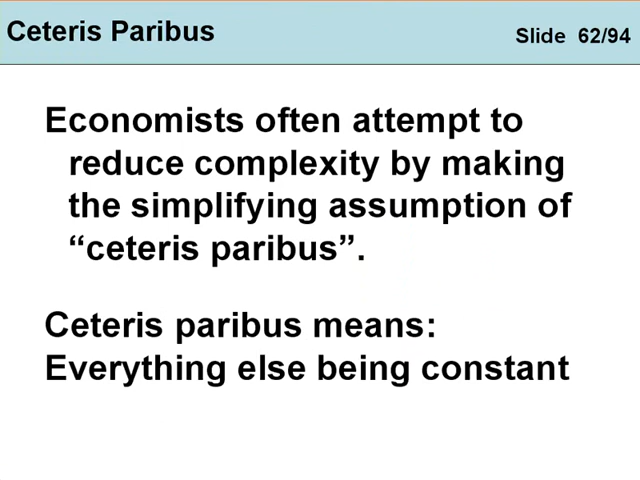 Ceteris Paribus
Slide 62/94
Economists often attempt to
reduce complexity by making
the simplifying assumption of
“ceteris paribus”.
Ceteris paribus means:
Everything else being constant